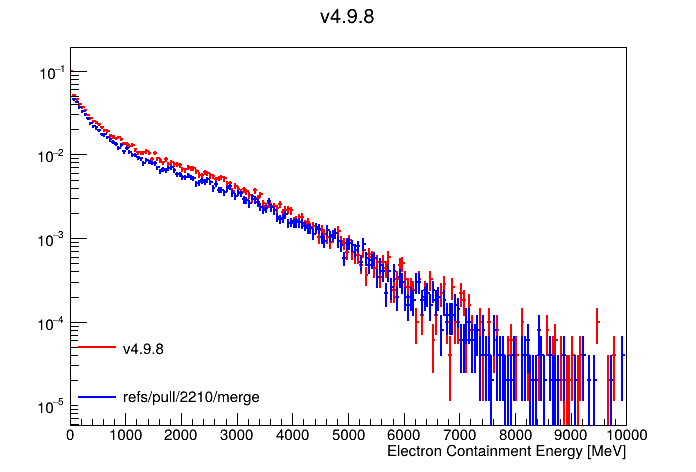 v4.9.8
10⁻¹
10⁻²
10⁻³
10⁻⁴
10⁻⁵
v4.9.8
refs/pull/2210/merge
0 1000 2000 3000 4000 5000 6000 7000 8000 9000 10000
Electron Containment Energy [MeV]